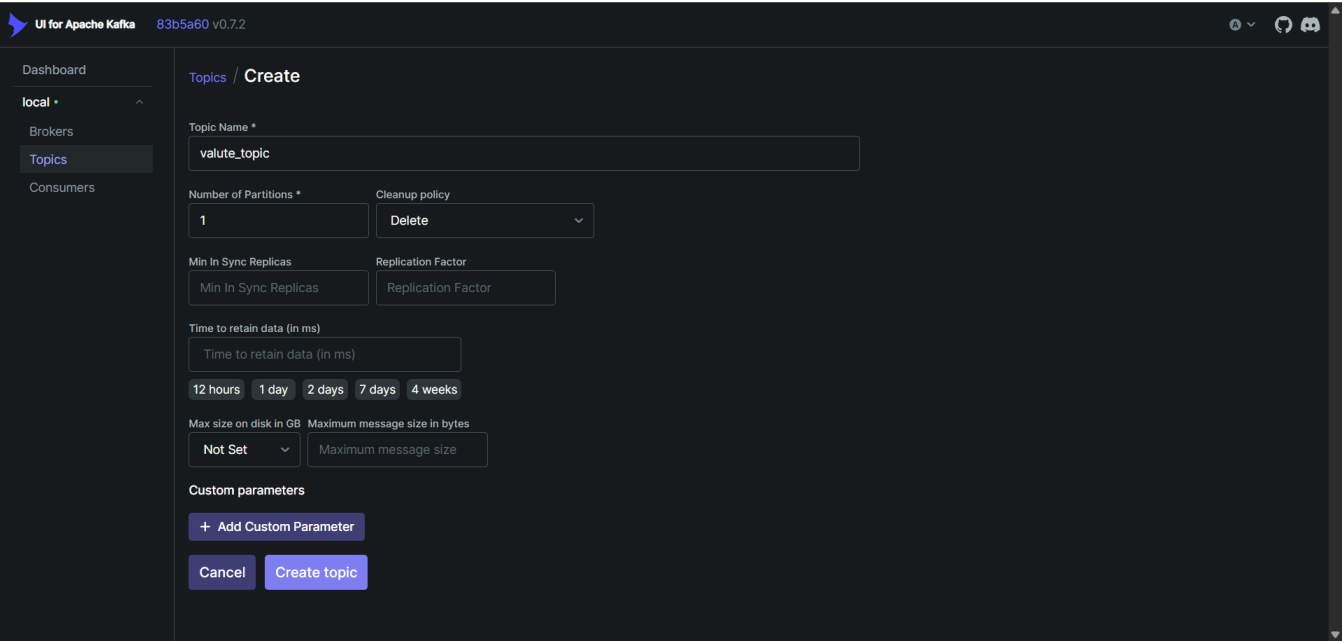 UI for Apache Kafka 83b5a60 v0.7.2 A
Dashboard
local
Brokers
Topics
Consumers
Topics / Create
Topic Name *
valute_topic
Number of Partitions * Cleanup policy
1 Delete
Min In Sync Replicas Replication Factor
Min In Sync Replicas Replication Factor
Time to retain data (in ms)
Time to retain data (in ms)
12 hours 1 day 2 days 7 days 4 weeks
Max size on disk in GB Maximum message size in bytes
Not Set Maximum message size
Custom parameters
+ Add Custom Parameter
Cancel Create topic